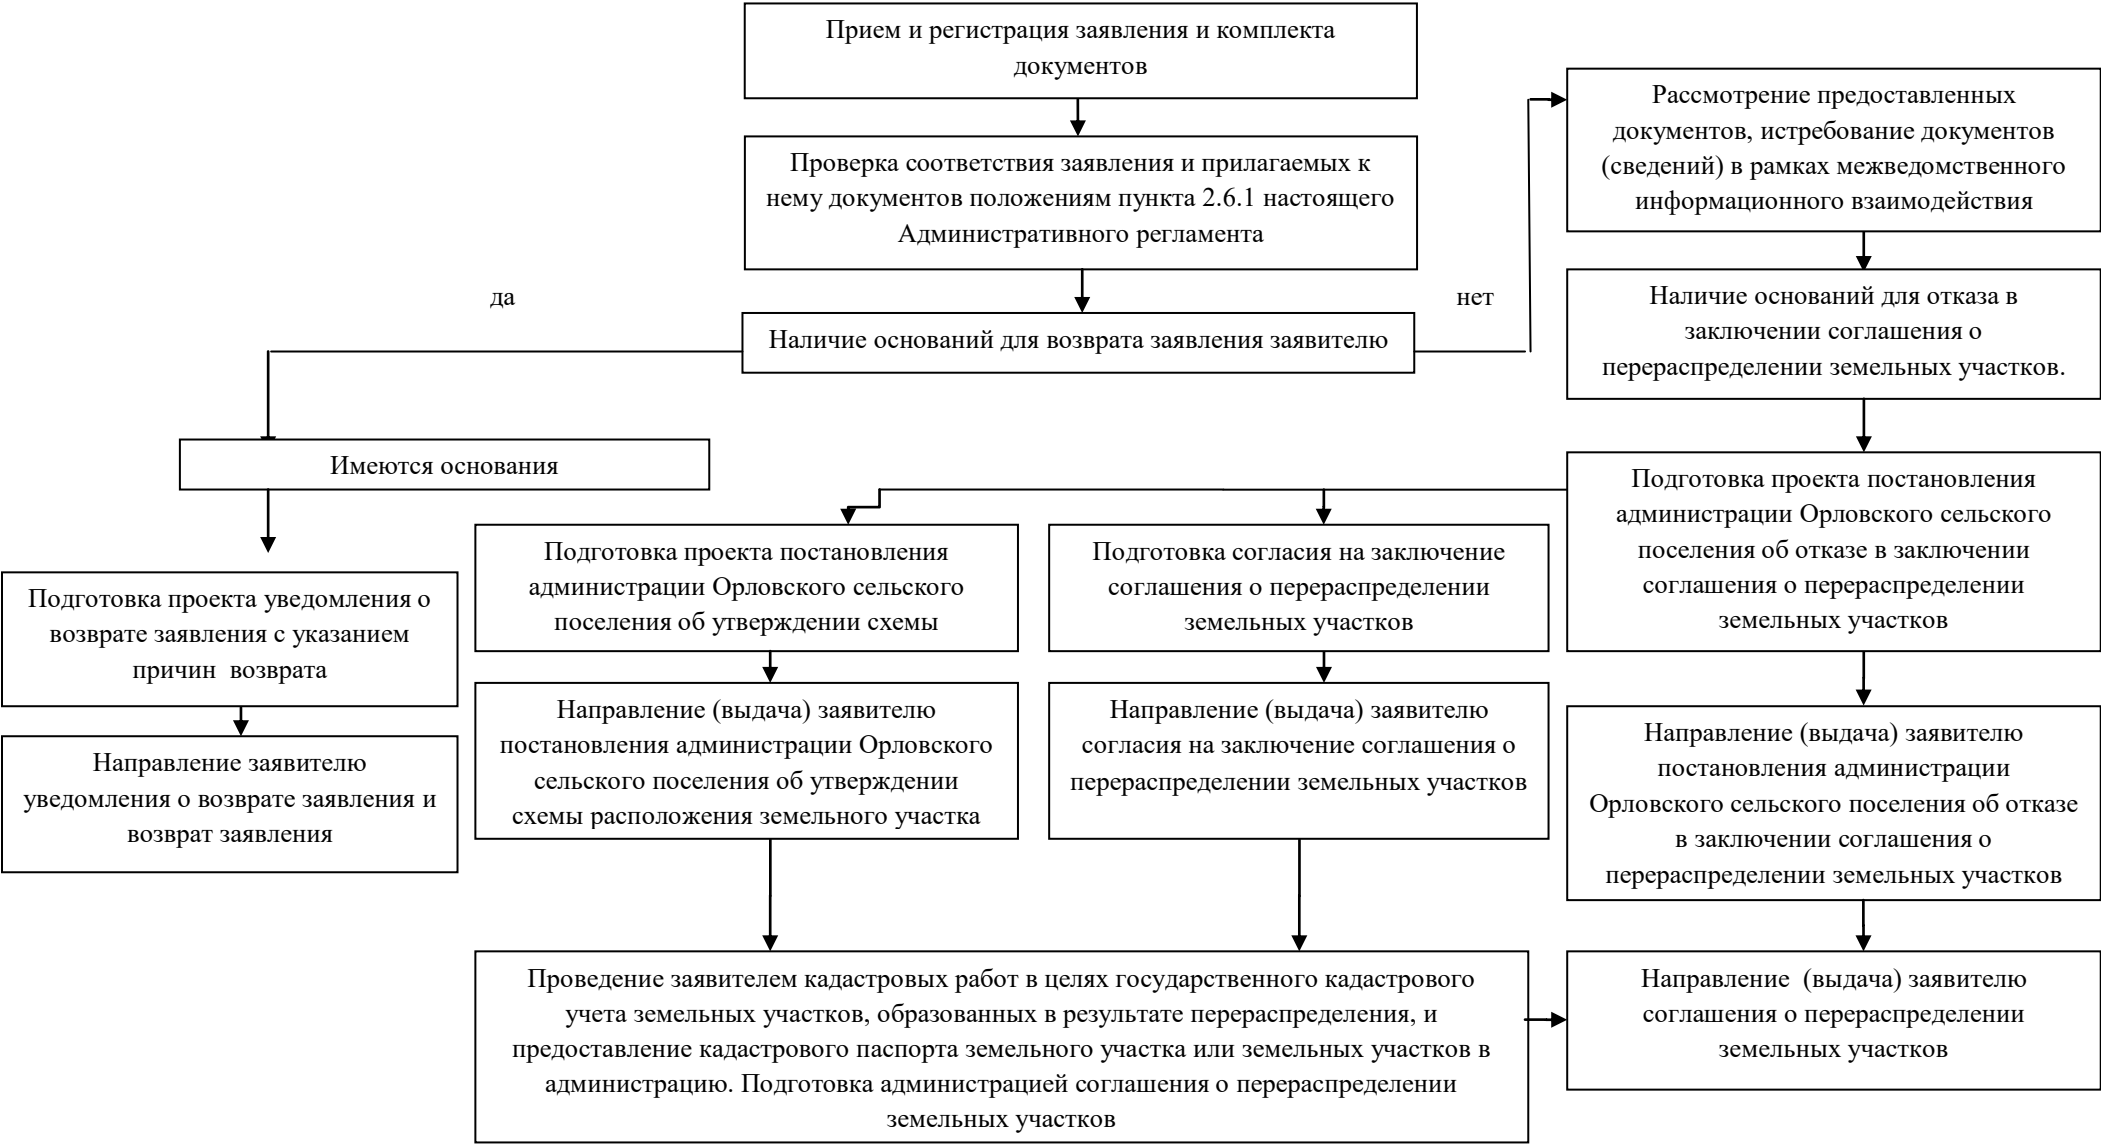 Прием и регистрация заявления и комплекта
документов
Проверка соответствия заявления и прилагаемых к
нему документов положениям пункта 2.6.1 настоящего
Административного регламента
да
нет
Наличие оснований для возврата заявления заявителю
Рассмотрение предоставленных
документов, истребование документов
(сведений) в рамках межведомственного
информационного взаимодействия
Наличие оснований для отказа в
заключении соглашения о
перераспределении земельных участков.
Имеются основания
Подготовка проекта уведомления о
возврате заявления с указанием
причин возврата
Направление заявителю
уведомления о возврате заявления и
возврат заявления
Подготовка проекта постановления
администрации Орловского сельского
поселения об утверждении схемы
Направление (выдача) заявителю
постановления администрации Орловского
сельского поселения об утверждении
схемы расположения земельного участка
Подготовка согласия на заключение
соглашения о перераспределении
земельных участков
Направление (выдача) заявителю
согласия на заключение соглашения о
перераспределении земельных участков
Подготовка проекта постановления
администрации Орловского сельского
поселения об отказе в заключении
соглашения о перераспределении
земельных участков
Направление (выдача) заявителю
постановления администрации
Орловского сельского поселения об отказе
в заключении соглашения о
перераспределении земельных участков
Проведение заявителем кадастровых работ в целях государственного кадастрового
учета земельных участков, образованных в результате перераспределения, и
предоставление кадастрового паспорта земельного участка или земельных участков в
администрацию. Подготовка администрацией соглашения о перераспределении
земельных участков
Направление (выдача) заявителю
соглашения о перераспределении
земельных участков